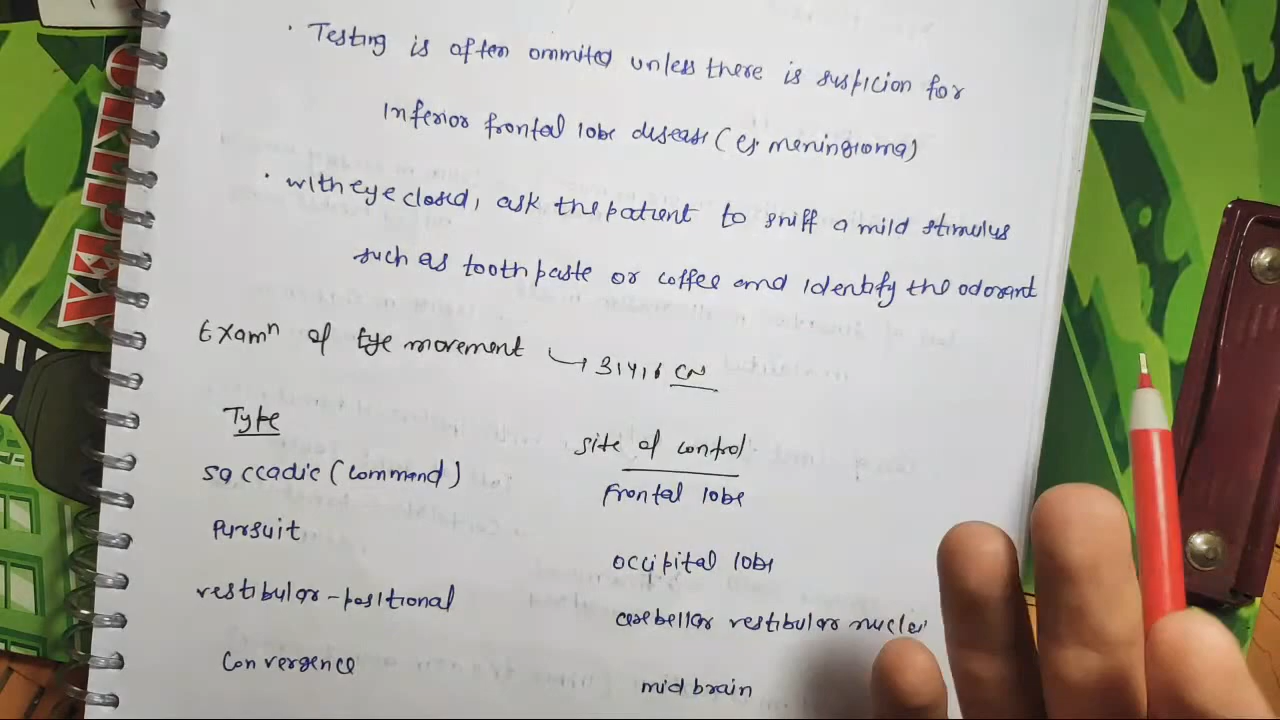 · Testing is often ommited unless there is suspicion for
inferior frontal lobe disease (eg meningioma)
· with eye closed, ask the patient to sniff a mild stimulus
such as toothpaste or coffee and identify the odorant
Examⁿ of Eye movement → 3,4,6 CN
Type
Site of control
saccadic (command)
Frontal lobe
Pursuit
occipital lobe
vestibular-positional
cerebellar vestibular nuclei
Convergence
midbrain